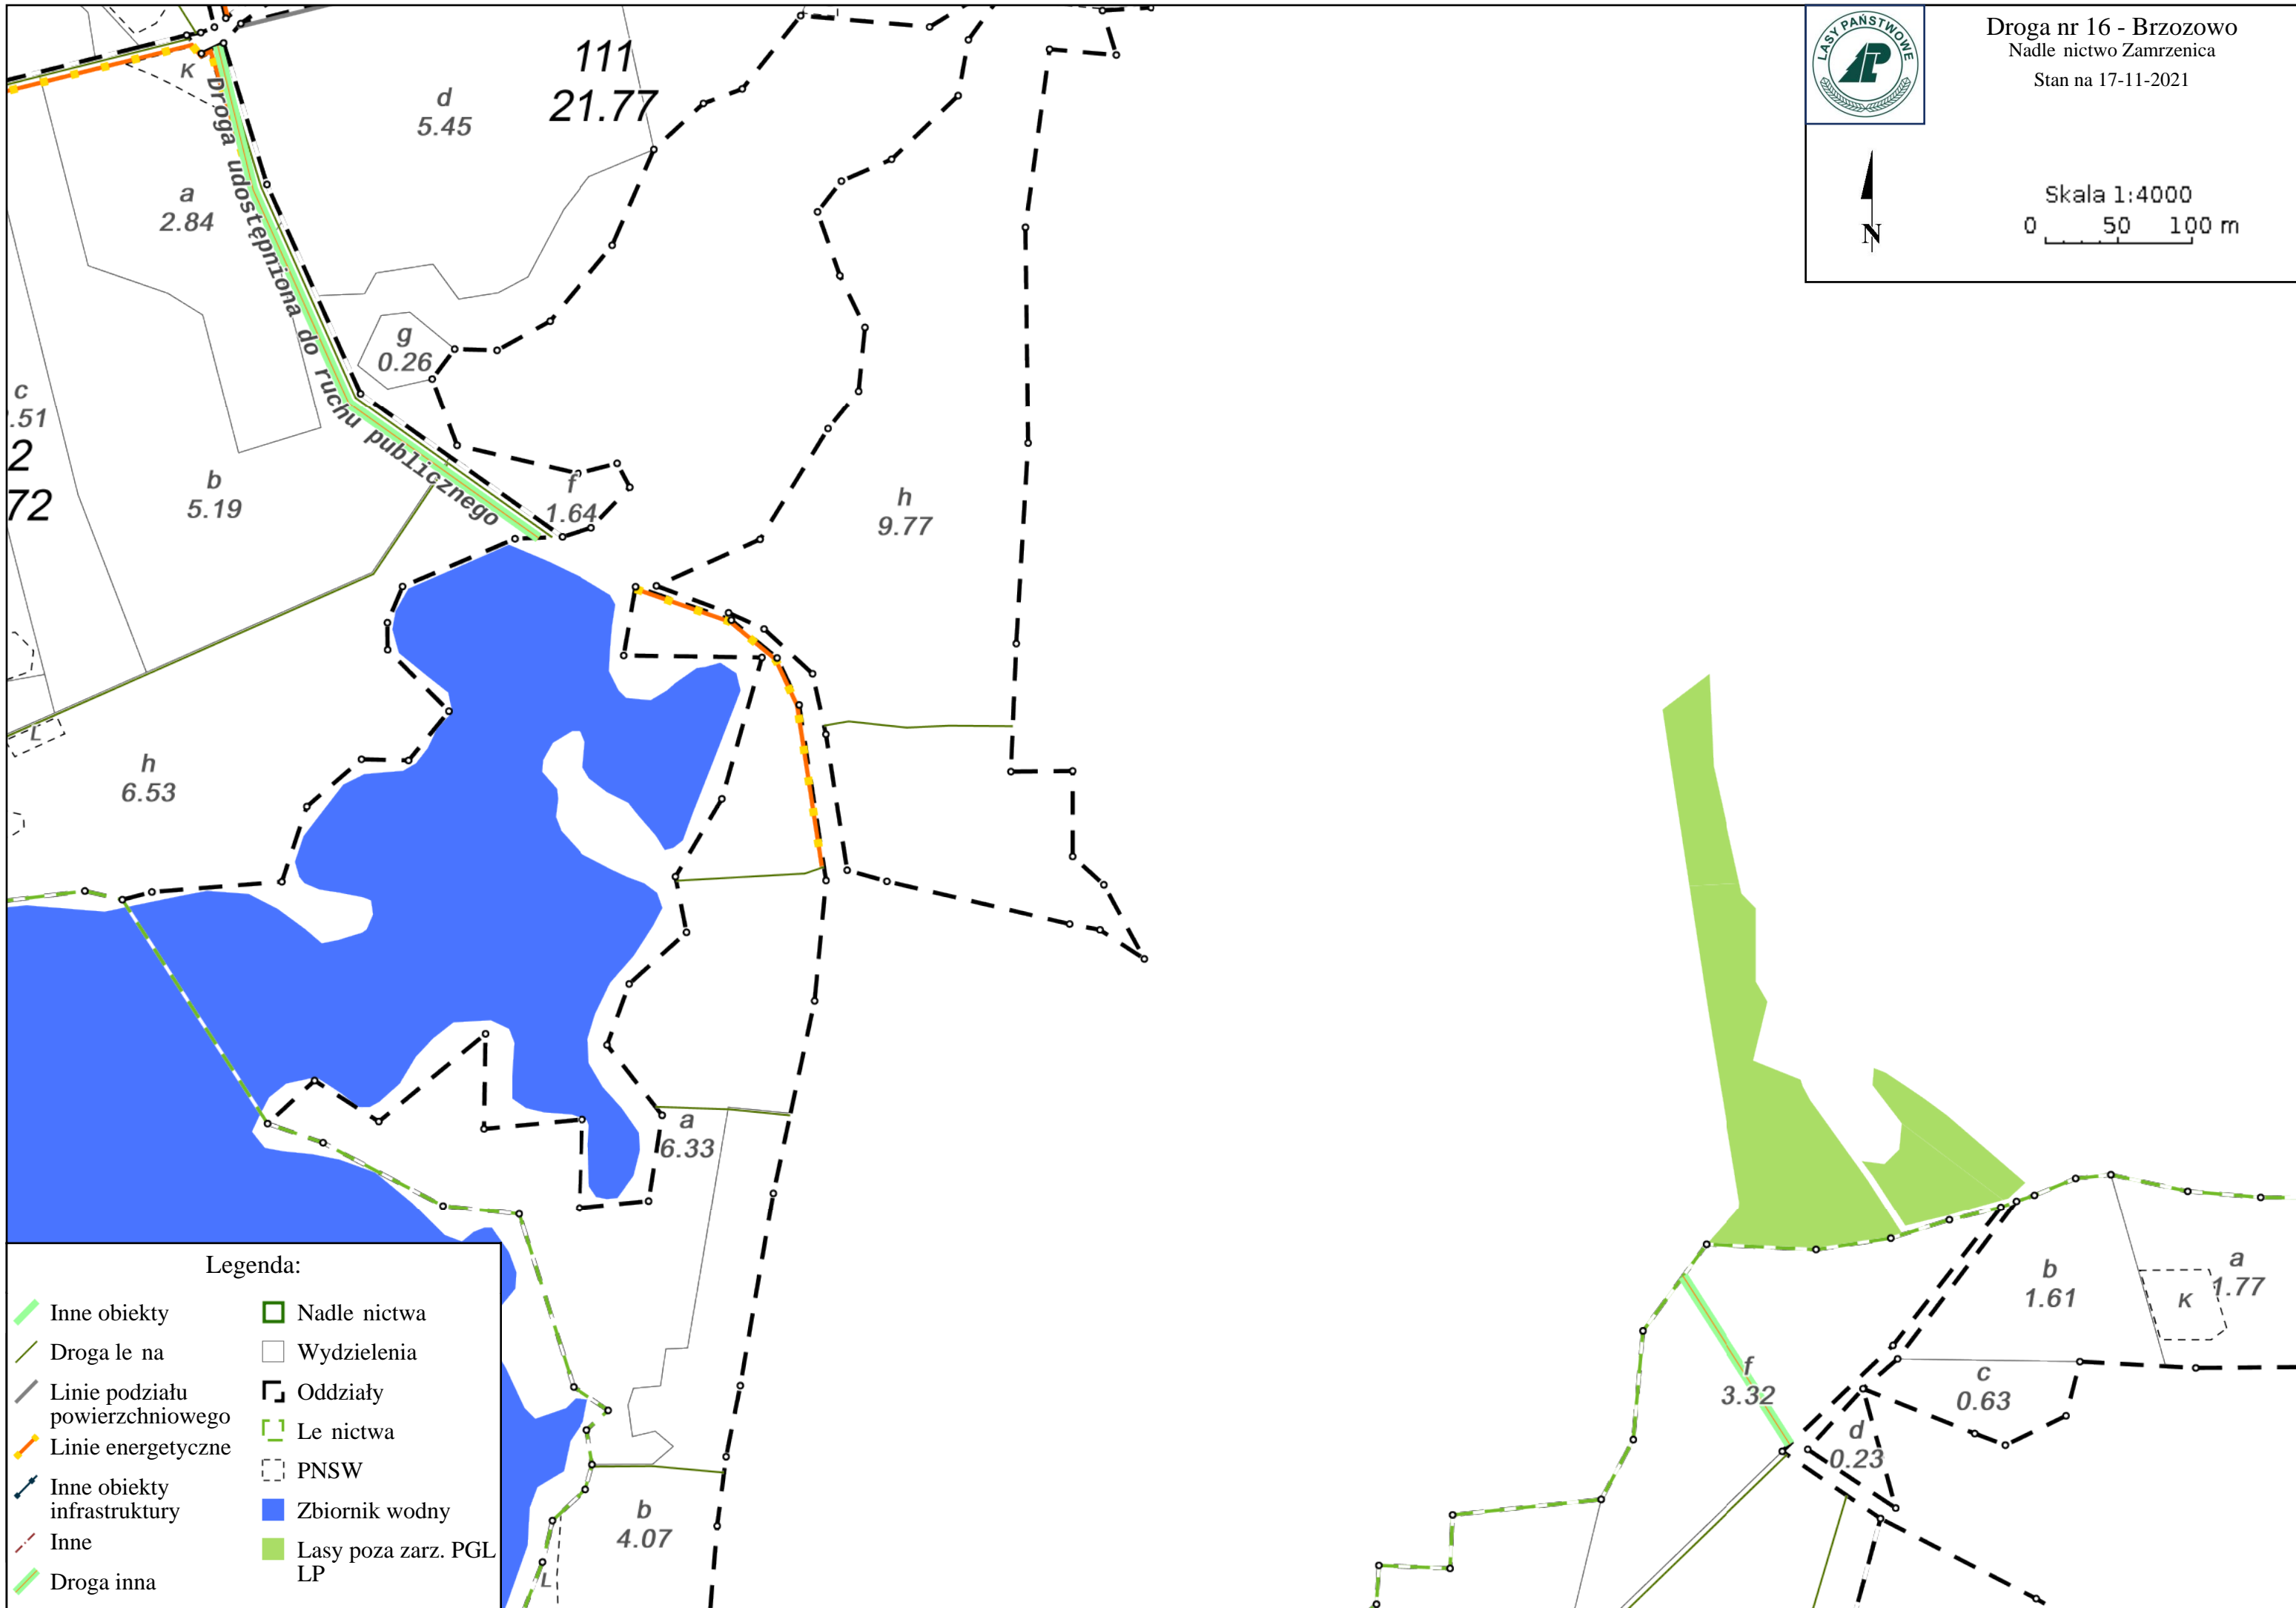 LASY PAŃSTWOWE
LP
Droga nr 16 - Brzozowo
Nadle nictwo Zamrzenica
Stan na 17-11-2021
N
Skala 1:4000
0 50 100 m
111
21.77
K
d
5.45
a
2.84
Droga udostępniona do ruchu publicznego
g
0.26
c
.51
2
72
b
5.19
f
1.64
h
9.77
L
h
6.53
a
6.33
b
4.07
L
b
1.61
a
1.77
K
f
3.32
c
0.63
d
0.23
Legenda:
Inne obiekty
Droga le na
Linie podziału
powierzchniowego
Linie energetyczne
Inne obiekty
infrastruktury
Inne
Droga inna
Nadle nictwa
Wydzielenia
Oddziały
Le nictwa
PNSW
Zbiornik wodny
Lasy poza zarz. PGL
LP